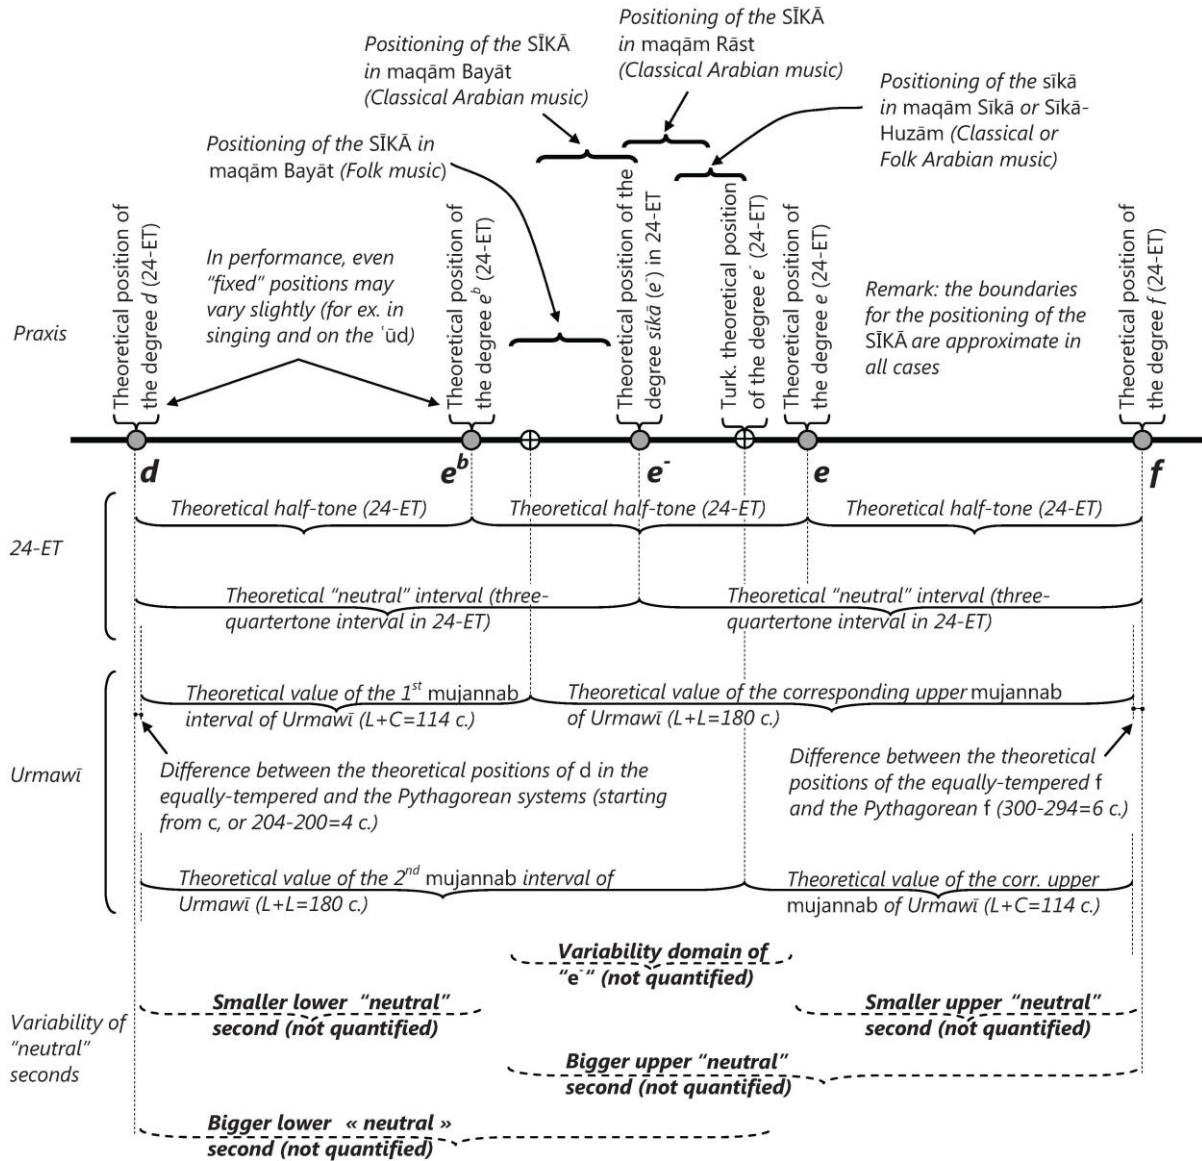 Positioning of the SĪKĀ
in maqām Rāst
(Classical Arabian music)
Positioning of the SĪKĀ
in maqām Bayāt
(Classical Arabian music)
Positioning of the sīkā
in maqām Sīkā or Sīkā-
Huzām (Classical or
Folk Arabian music)
Positioning of the SĪKĀ in
maqām Bayāt (Folk music)
In performance, even
“fixed” positions may
vary slightly (for ex. in
singing and on the ʿūd)
Remark: the boundaries
for the positioning of the
SĪKĀ are approximate in
all cases
Praxis
Theoretical position of
the degree d (24-ET)
Theoretical position of
the degree eᵇ (24-ET)
Theoretical position of the
degree sīkā (e⁻) in 24-ET
Turk. theoretical position
of the degree e⁻ (24-ET)
Theoretical position of
the degree e (24-ET)
Theoretical position of
the degree f (24-ET)
d eᵇ e⁻ e f
24-ET
Theoretical half-tone (24-ET) Theoretical half-tone (24-ET) Theoretical half-tone (24-ET)
Theoretical “neutral” interval (three-
quartertone interval in 24-ET)
Theoretical “neutral” interval (three-
quartertone interval in 24-ET)
Urmawī
Theoretical value of the 1ˢᵗ mujannab
interval of Urmawī (L+C=114 c.)
Theoretical value of the corresponding upper mujannab
of Urmawī (L+L=180 c.)
Difference between the theoretical positions of d in the
equally-tempered and the Pythagorean systems (starting
from c, or 204-200=4 c.)
Difference between the theoretical
positions of the equally-tempered f
and the Pythagorean f (300-294=6 c.)
Theoretical value of the 2ⁿᵈ mujannab interval of
Urmawī (L+L=180 c.)
Theoretical value of the corr. upper
mujannab of Urmawī (L+C=114 c.)
Variability of
“neutral”
seconds
Variability domain of
“e⁻“ (not quantified)
Smaller lower “neutral”
second (not quantified)
Smaller upper “neutral”
second (not quantified)
Bigger upper “neutral”
second (not quantified)
Bigger lower « neutral »
second (not quantified)